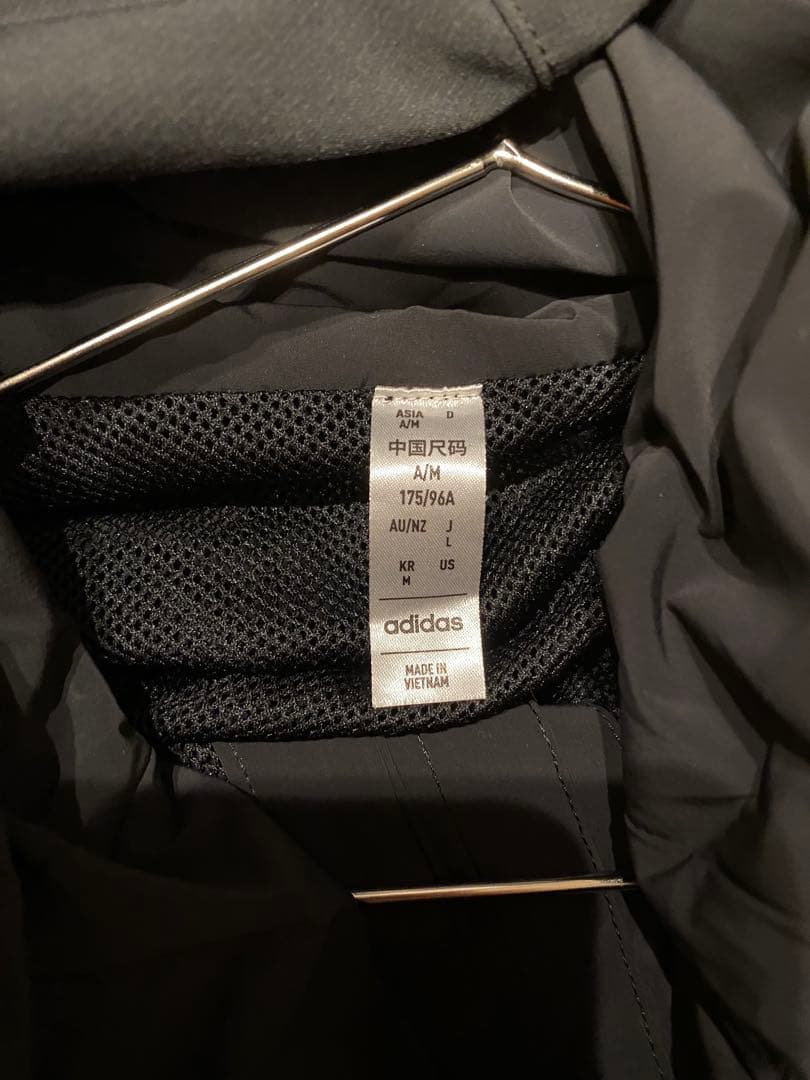 ASIA D
A/M
中国尺码
A/M
175/96A
AU/NZ J
L
KR US
M
adidas
MADE IN
VIETNAM